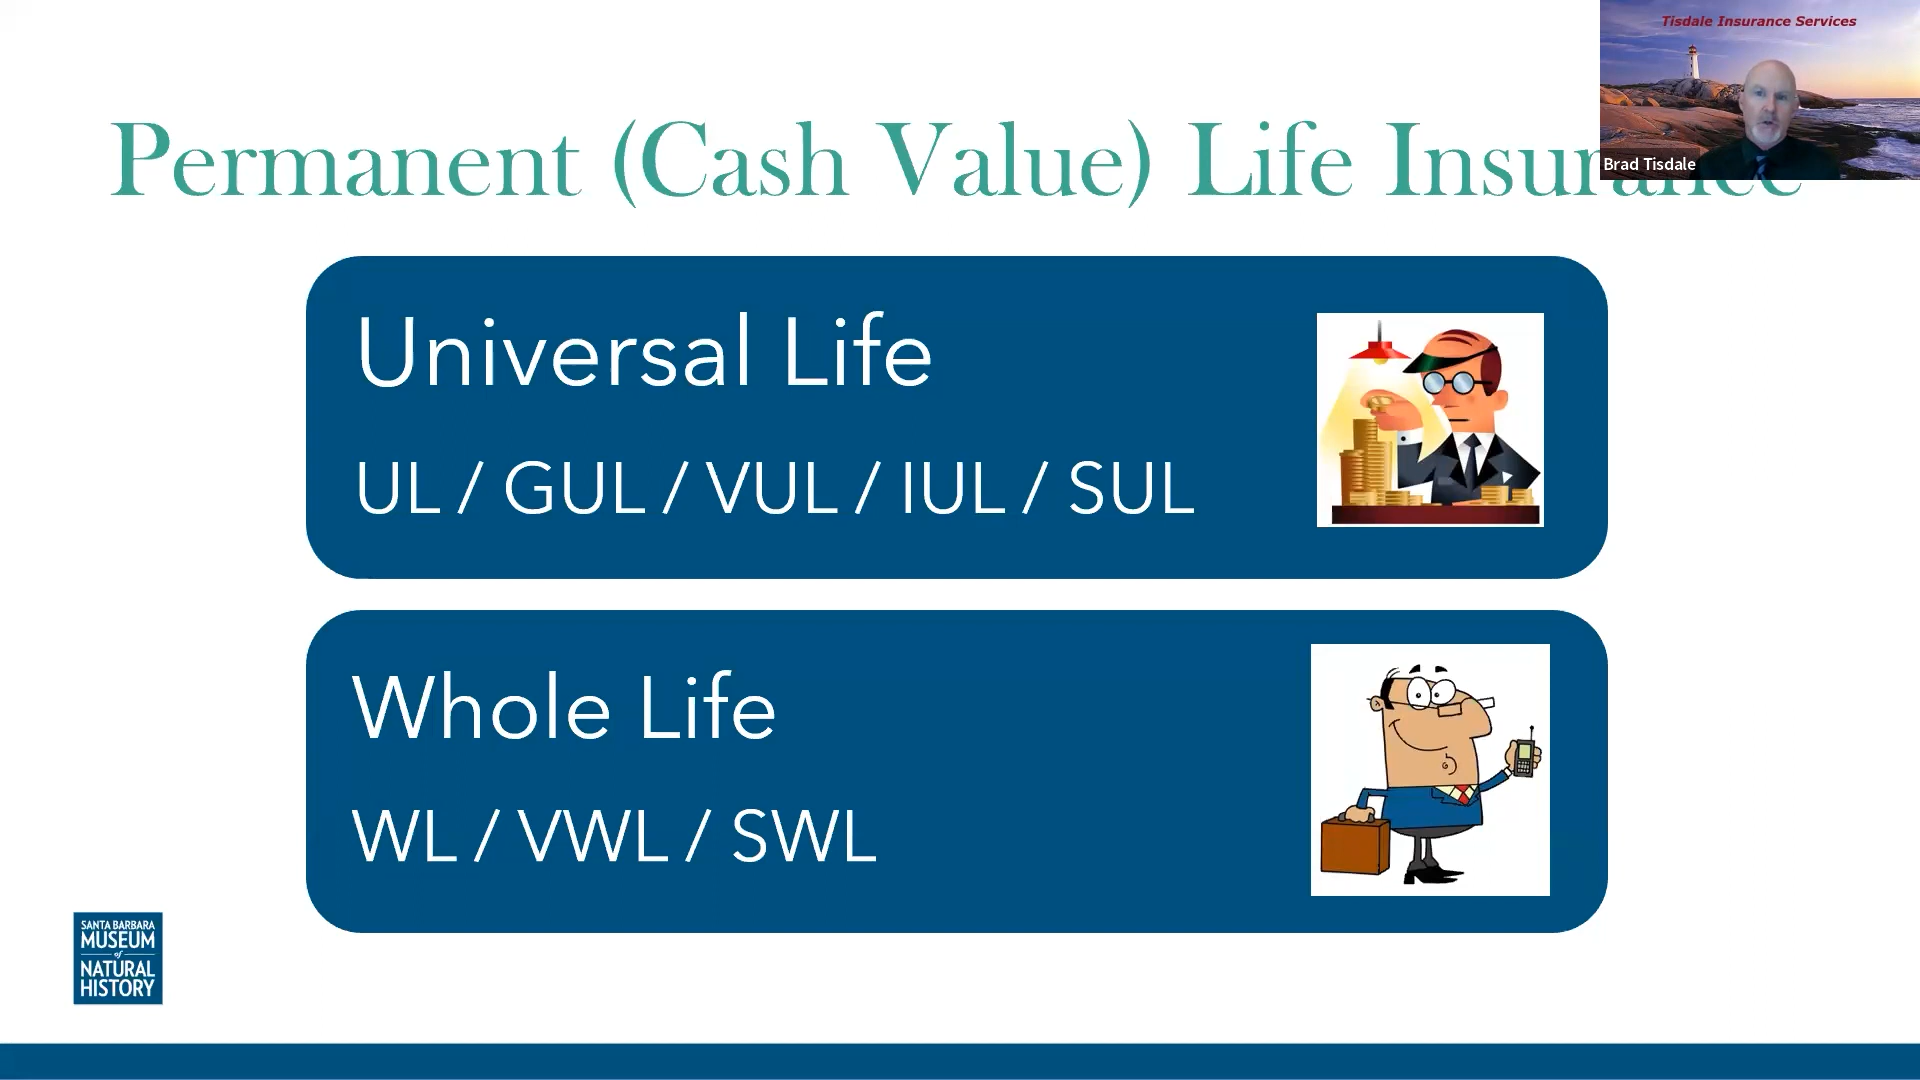 Tisdale Insurance Services
Brad Tisdale
Permanent (Cash Value) Life Insurance
Universal Life
UL / GUL / VUL / IUL / SUL
Whole Life
WL / VWL / SWL
SANTA BARBARA
MUSEUM
of
NATURAL
HISTORY